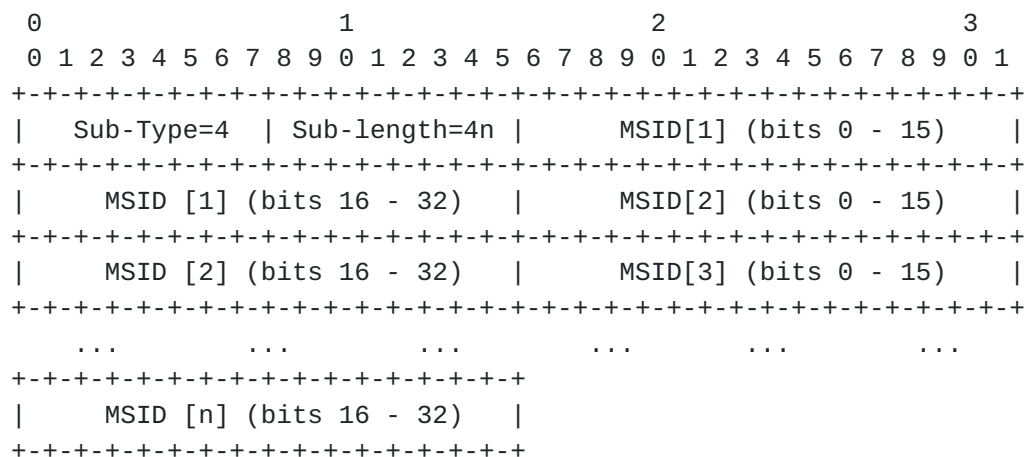 0                   1                   2                   3
 0 1 2 3 4 5 6 7 8 9 0 1 2 3 4 5 6 7 8 9 0 1 2 3 4 5 6 7 8 9 0 1
+-+-+-+-+-+-+-+-+-+-+-+-+-+-+-+-+-+-+-+-+-+-+-+-+-+-+-+-+-+-+-+-+
|   Sub-Type=4  | Sub-length=4n |      MSID[1] (bits 0 - 15)    |
+-+-+-+-+-+-+-+-+-+-+-+-+-+-+-+-+-+-+-+-+-+-+-+-+-+-+-+-+-+-+-+-+
|     MSID [1] (bits 16 - 32)   |      MSID[2] (bits 0 - 15)    |
+-+-+-+-+-+-+-+-+-+-+-+-+-+-+-+-+-+-+-+-+-+-+-+-+-+-+-+-+-+-+-+-+
|     MSID [2] (bits 16 - 32)   |      MSID[3] (bits 0 - 15)    |
+-+-+-+-+-+-+-+-+-+-+-+-+-+-+-+-+-+-+-+-+-+-+-+-+-+-+-+-+-+-+-+-+
    ...        ...        ...        ...       ...        ...
+-+-+-+-+-+-+-+-+-+-+-+-+-+-+-+-+
|     MSID [n] (bits 16 - 32)   |
+-+-+-+-+-+-+-+-+-+-+-+-+-+-+-+-+